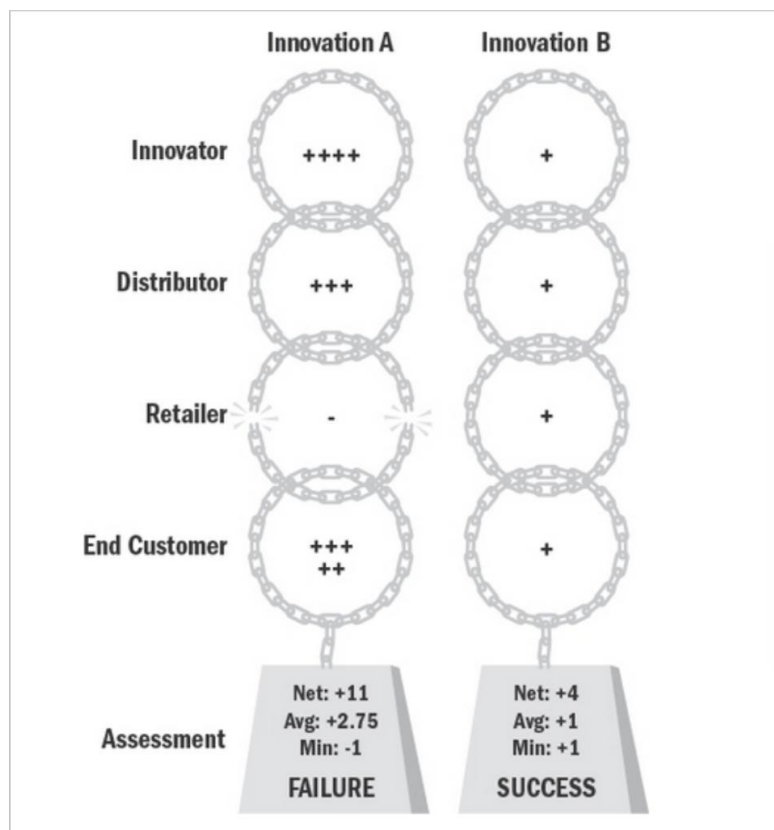 Innovation A Innovation B
Innovator ++++ +
Distributor +++ +
Retailer - +
End Customer +++ +
++
Net: +11 Net: +4
Avg: +2.75 Avg: +1
Assessment Min: -1 Min: +1
FAILURE SUCCESS